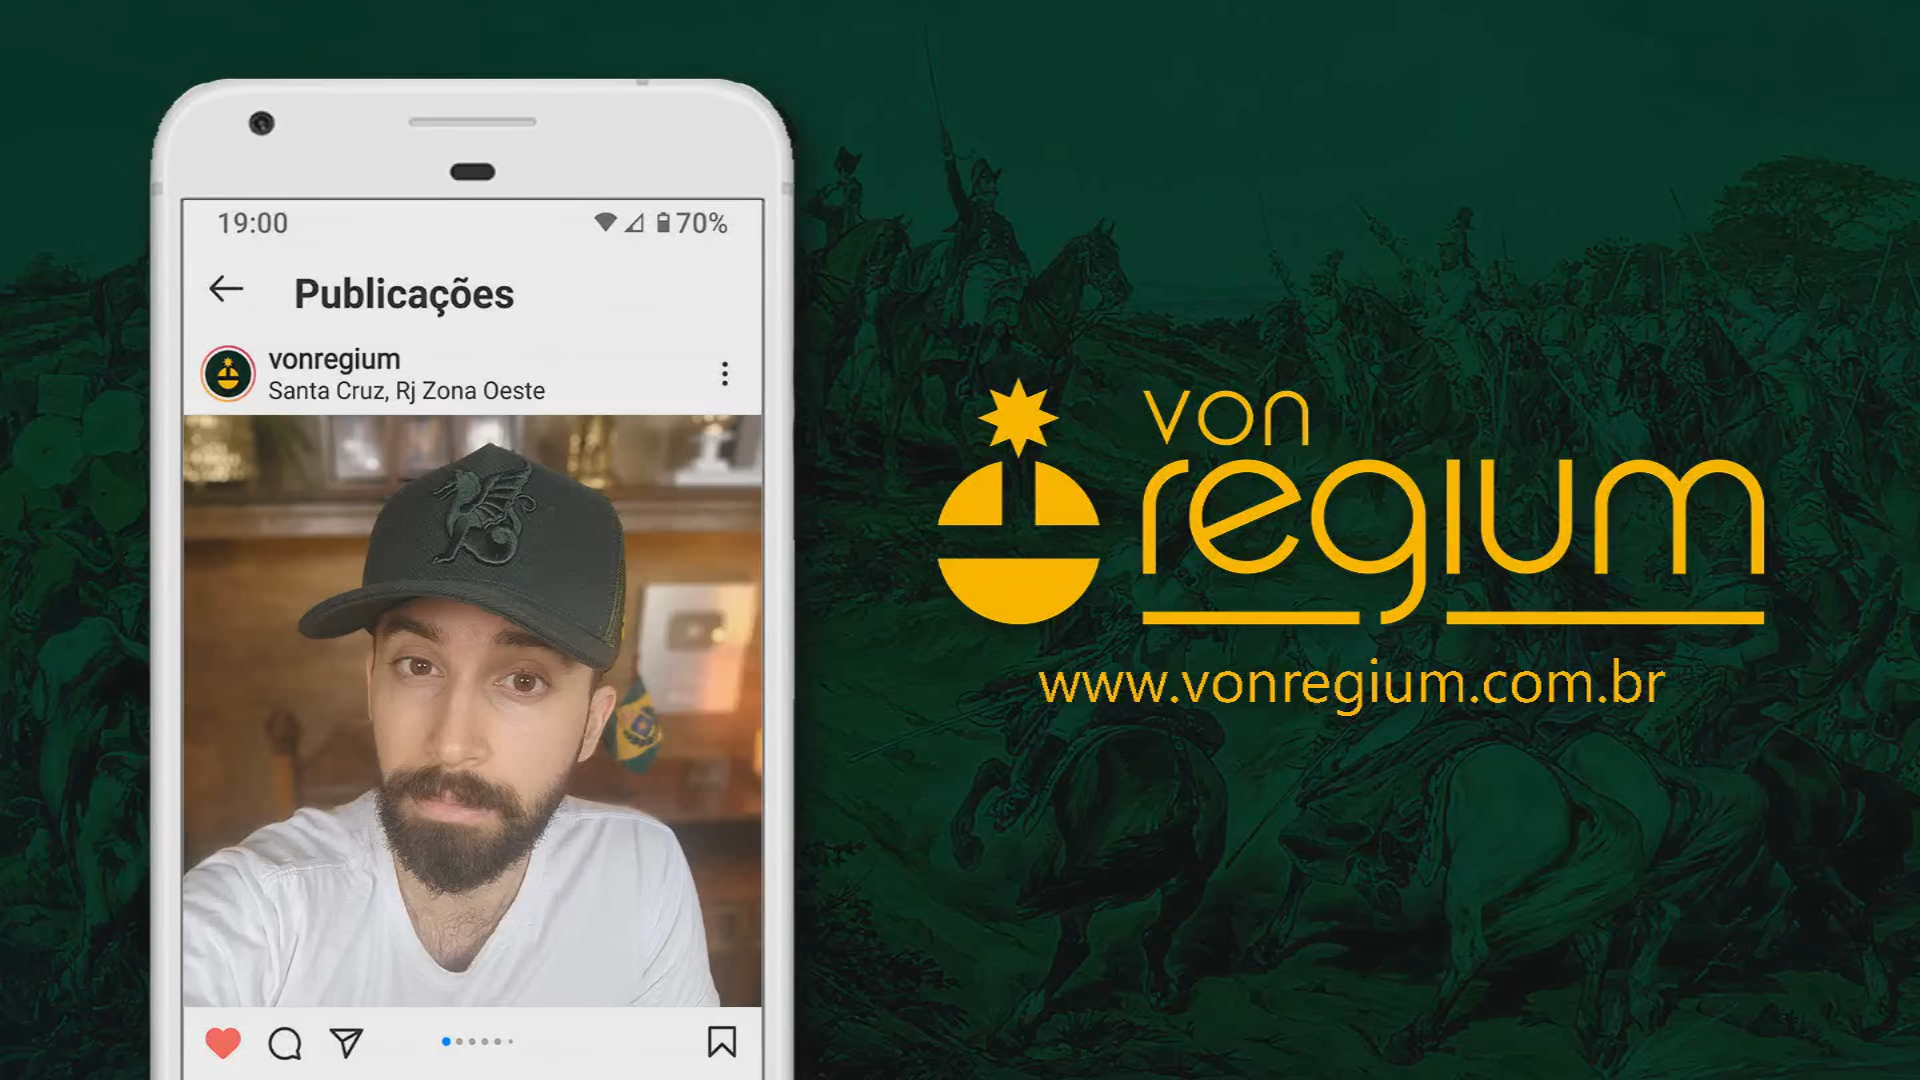 19:00
70%
Publicações
vonregium
Santa Cruz, Rj Zona Oeste
von
regium
www.vonregium.com.br